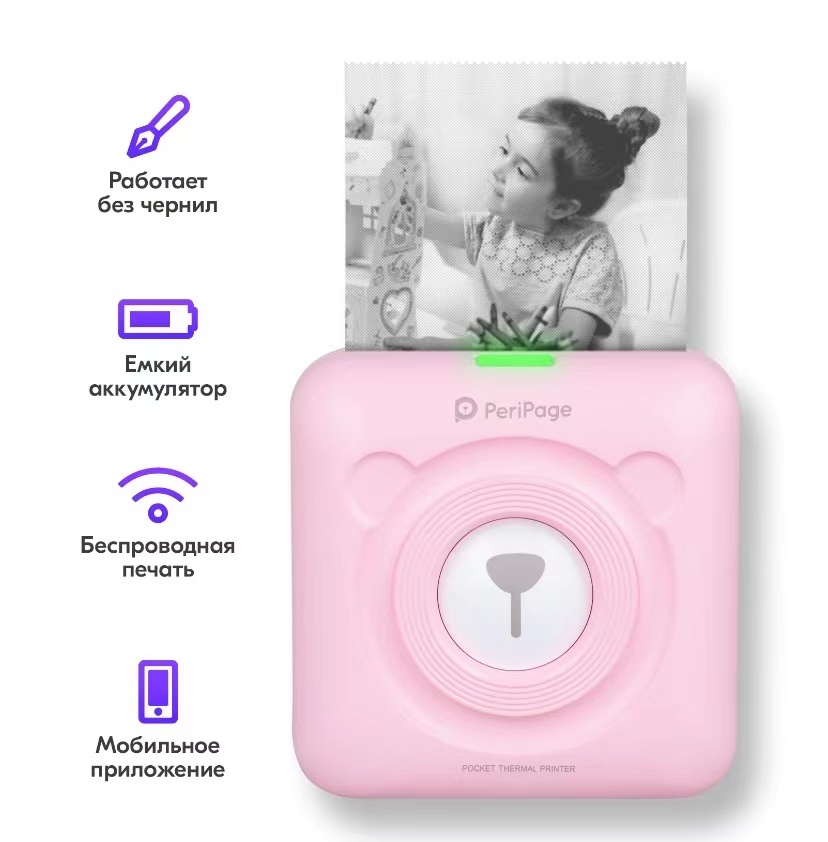 Работает
без чернил
Емкий
аккумулятор
Беспроводная
печать
Мобильное
приложение
PeriPage
POCKET THERMAL PRINTER